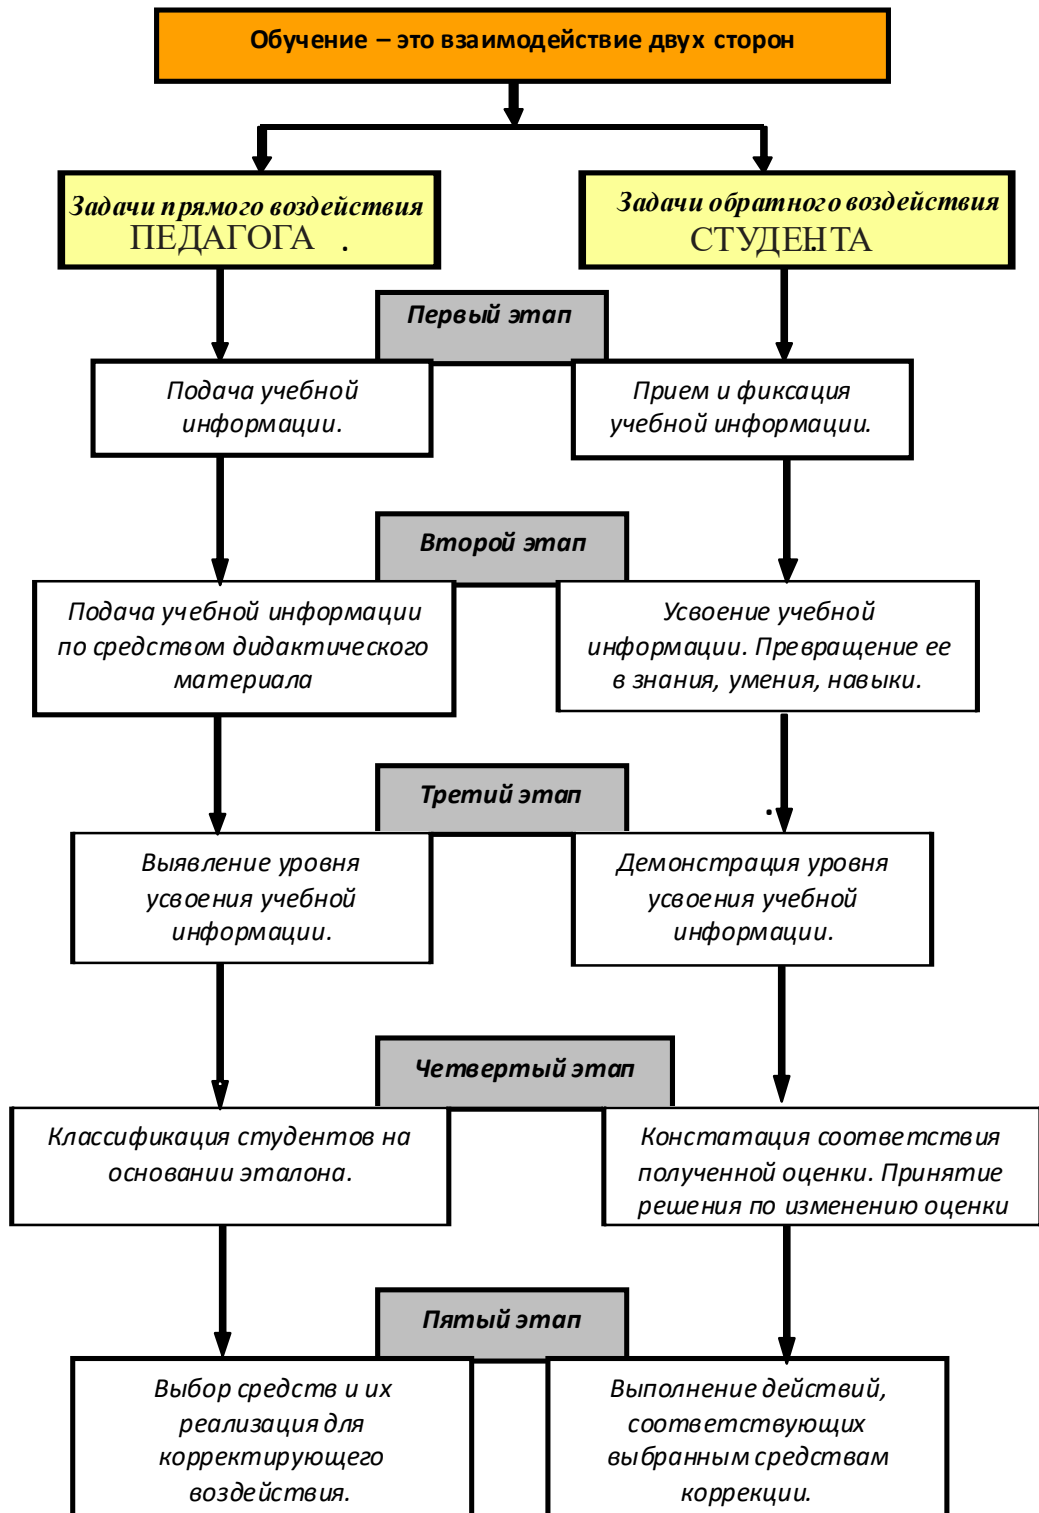 Обучение – это взаимодействие двух сторон
Задачи прямого воздействия
ПЕДАГОГА .
Задачи обратного воздействия
СТУДЕНТА
Первый этап
Подача учебной
информации.
Прием и фиксация
учебной информации.
Второй этап
Подача учебной информации
по средством дидактического
материала
Усвоение учебной
информации. Превращение ее
в знания, умения, навыки.
Третий этап
Выявление уровня
усвоения учебной
информации.
Демонстрация уровня
усвоения учебной
информации.
Четвертый этап
Классификация студентов на
основании эталона.
Констатация соответствия
полученной оценки. Принятие
решения по изменению оценки
Пятый этап
Выбор средств и их
реализация для
корректирующего
воздействия.
Выполнение действий,
соответствующих
выбранным средствам
коррекции.